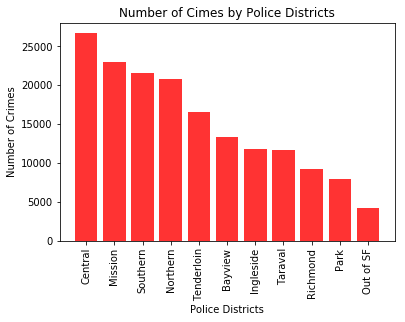 Number of Cimes by Police Districts
Number of Crimes
25000
20000
15000
10000
5000
0
Central
Mission
Southern
Northern
Tenderloin
Bayview
Ingleside
Taraval
Richmond
Park
Out of SF
Police Districts